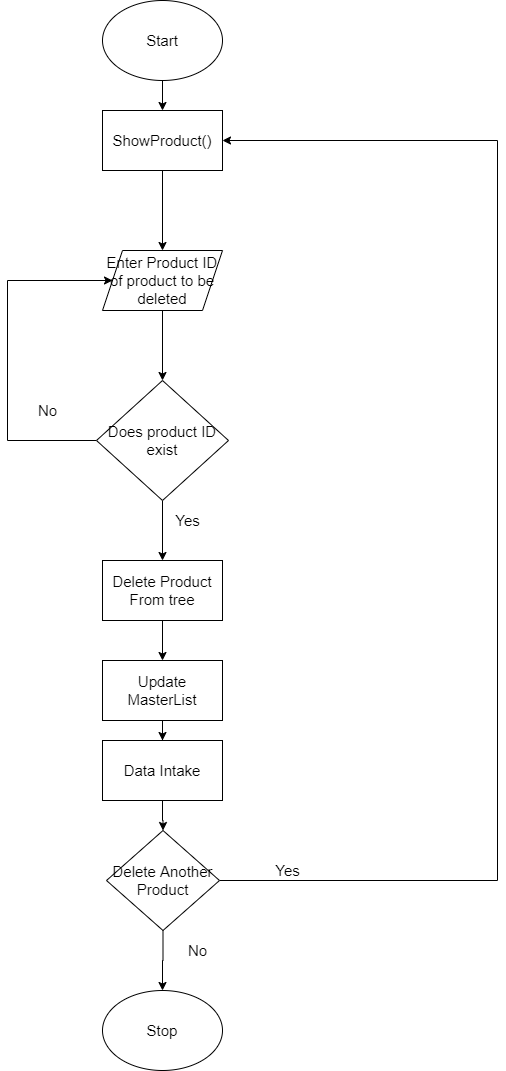 Start
ShowProduct()
Enter Product ID
of product to be
deleted
No
Does product ID
exist
Yes
Delete Product
From tree
Update
MasterList
Data Intake
Delete Another
Product
Yes
No
Stop